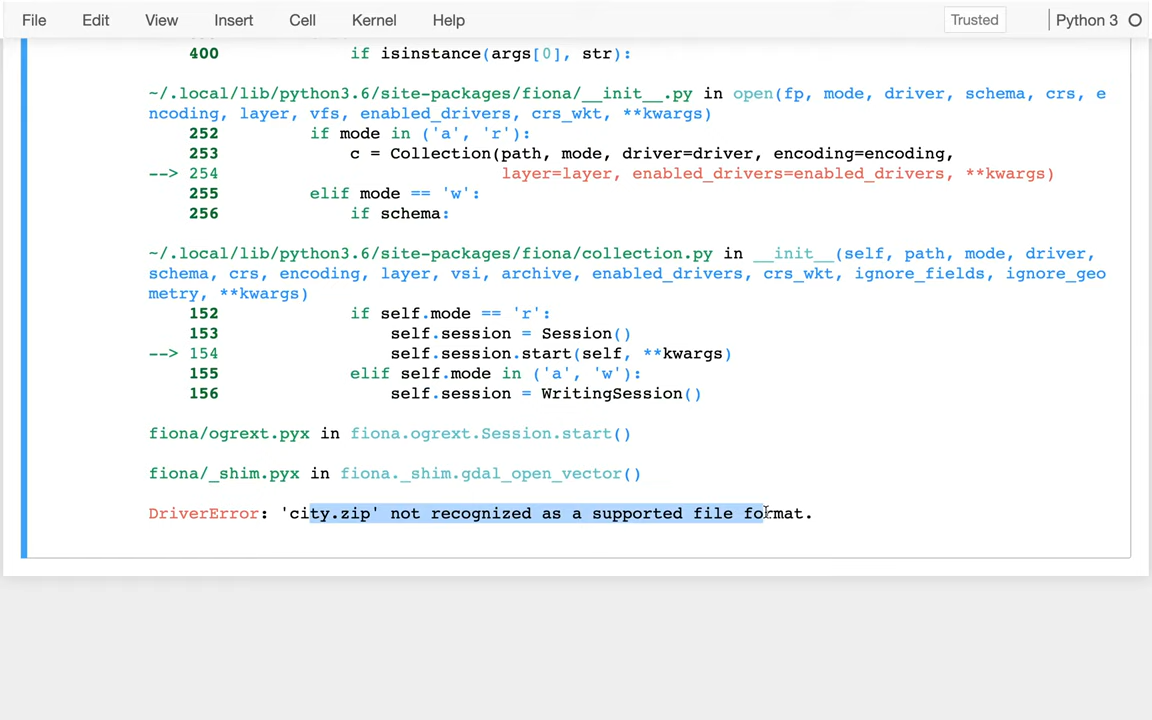 File Edit View Insert Cell Kernel Help Trusted Python 3
400 if isinstance(args[0], str):
~/.local/lib/python3.6/site-packages/fiona/__init__.py in open(fp, mode, driver, schema, crs, e
ncoding, layer, vfs, enabled_drivers, crs_wkt, **kwargs)
252 if mode in ('a', 'r'):
253 c = Collection(path, mode, driver=driver, encoding=encoding,
--> 254 layer=layer, enabled_drivers=enabled_drivers, **kwargs)
255 elif mode == 'w':
256 if schema:
~/.local/lib/python3.6/site-packages/fiona/collection.py in __init__(self, path, mode, driver,
schema, crs, encoding, layer, vsi, archive, enabled_drivers, crs_wkt, ignore_fields, ignore_geo
metry, **kwargs)
152 if self.mode == 'r':
153 self.session = Session()
--> 154 self.session.start(self, **kwargs)
155 elif self.mode in ('a', 'w'):
156 self.session = WritingSession()
fiona/ogrext.pyx in fiona.ogrext.Session.start()
fiona/_shim.pyx in fiona._shim.gdal_open_vector()
DriverError: 'city.zip' not recognized as a supported file format.